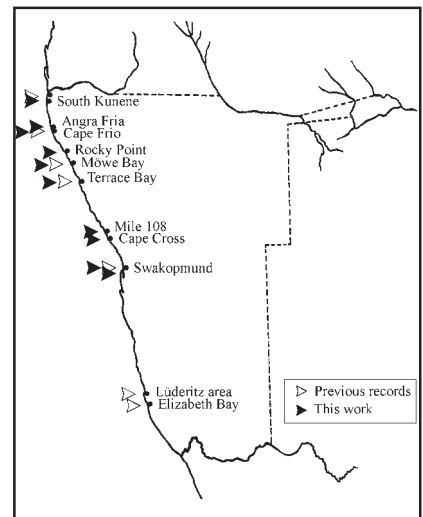 South Kunene
Angra Fria
Cape Frio
Rocky Point
Möwe Bay
Terrace Bay
Mile 108
Cape Cross
Swakopmund
Lüderitz area
Elizabeth Bay
Previous records
This work